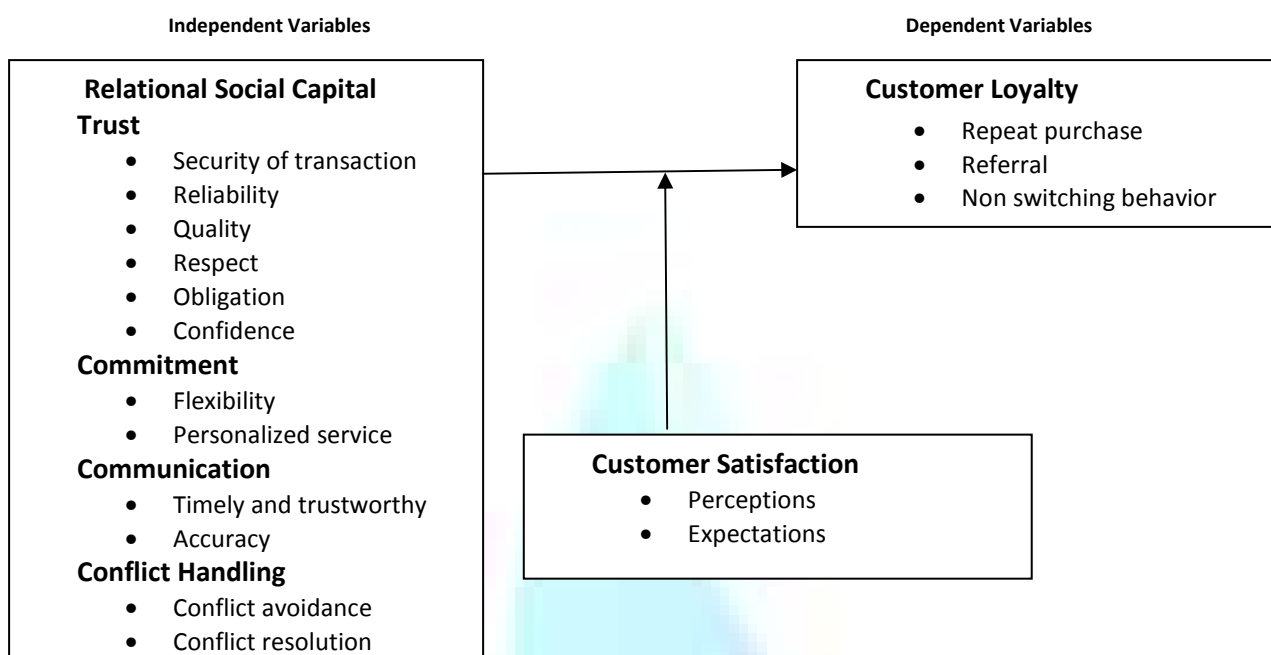 Independent Variables
Dependent Variables
Relational Social Capital
Trust
• Security of transaction
• Reliability
• Quality
• Respect
• Obligation
• Confidence
Commitment
• Flexibility
• Personalized service
Communication
• Timely and trustworthy
• Accuracy
Conflict Handling
• Conflict avoidance
• Conflict resolution
Customer Loyalty
• Repeat purchase
• Referral
• Non switching behavior
Customer Satisfaction
• Perceptions
• Expectations